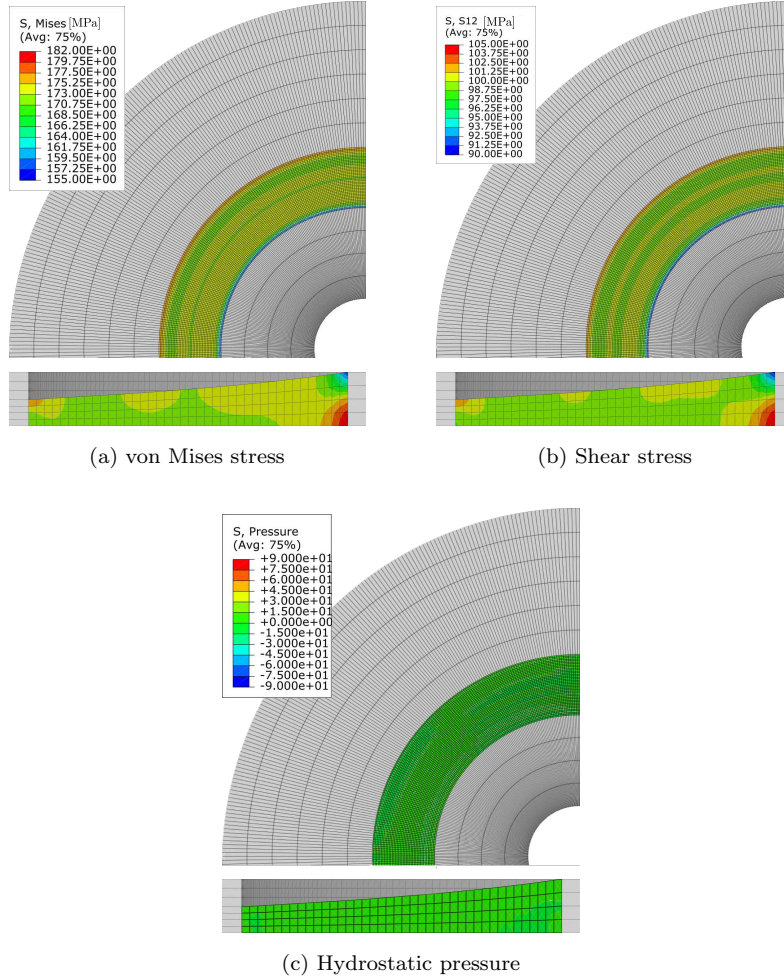 S, Mises [MPa]
(Avg: 75%)
182.00E+00
179.75E+00
177.50E+00
175.25E+00
173.00E+00
170.75E+00
168.50E+00
166.25E+00
164.00E+00
161.75E+00
159.50E+00
157.25E+00
155.00E+00
S, S12 [MPa]
(Avg: 75%)
105.00E+00
103.75E+00
102.50E+00
101.25E+00
100.00E+00
98.75E+00
97.50E+00
96.25E+00
95.00E+00
93.75E+00
92.50E+00
91.25E+00
90.00E+00
(a) von Mises stress
(b) Shear stress
S, Pressure
(Avg: 75%)
+9.000e+01
+7.500e+01
+6.000e+01
+4.500e+01
+3.000e+01
+1.500e+01
+0.000e+00
-1.500e+01
-3.000e+01
-4.500e+01
-6.000e+01
-7.500e+01
-9.000e+01
(c) Hydrostatic pressure